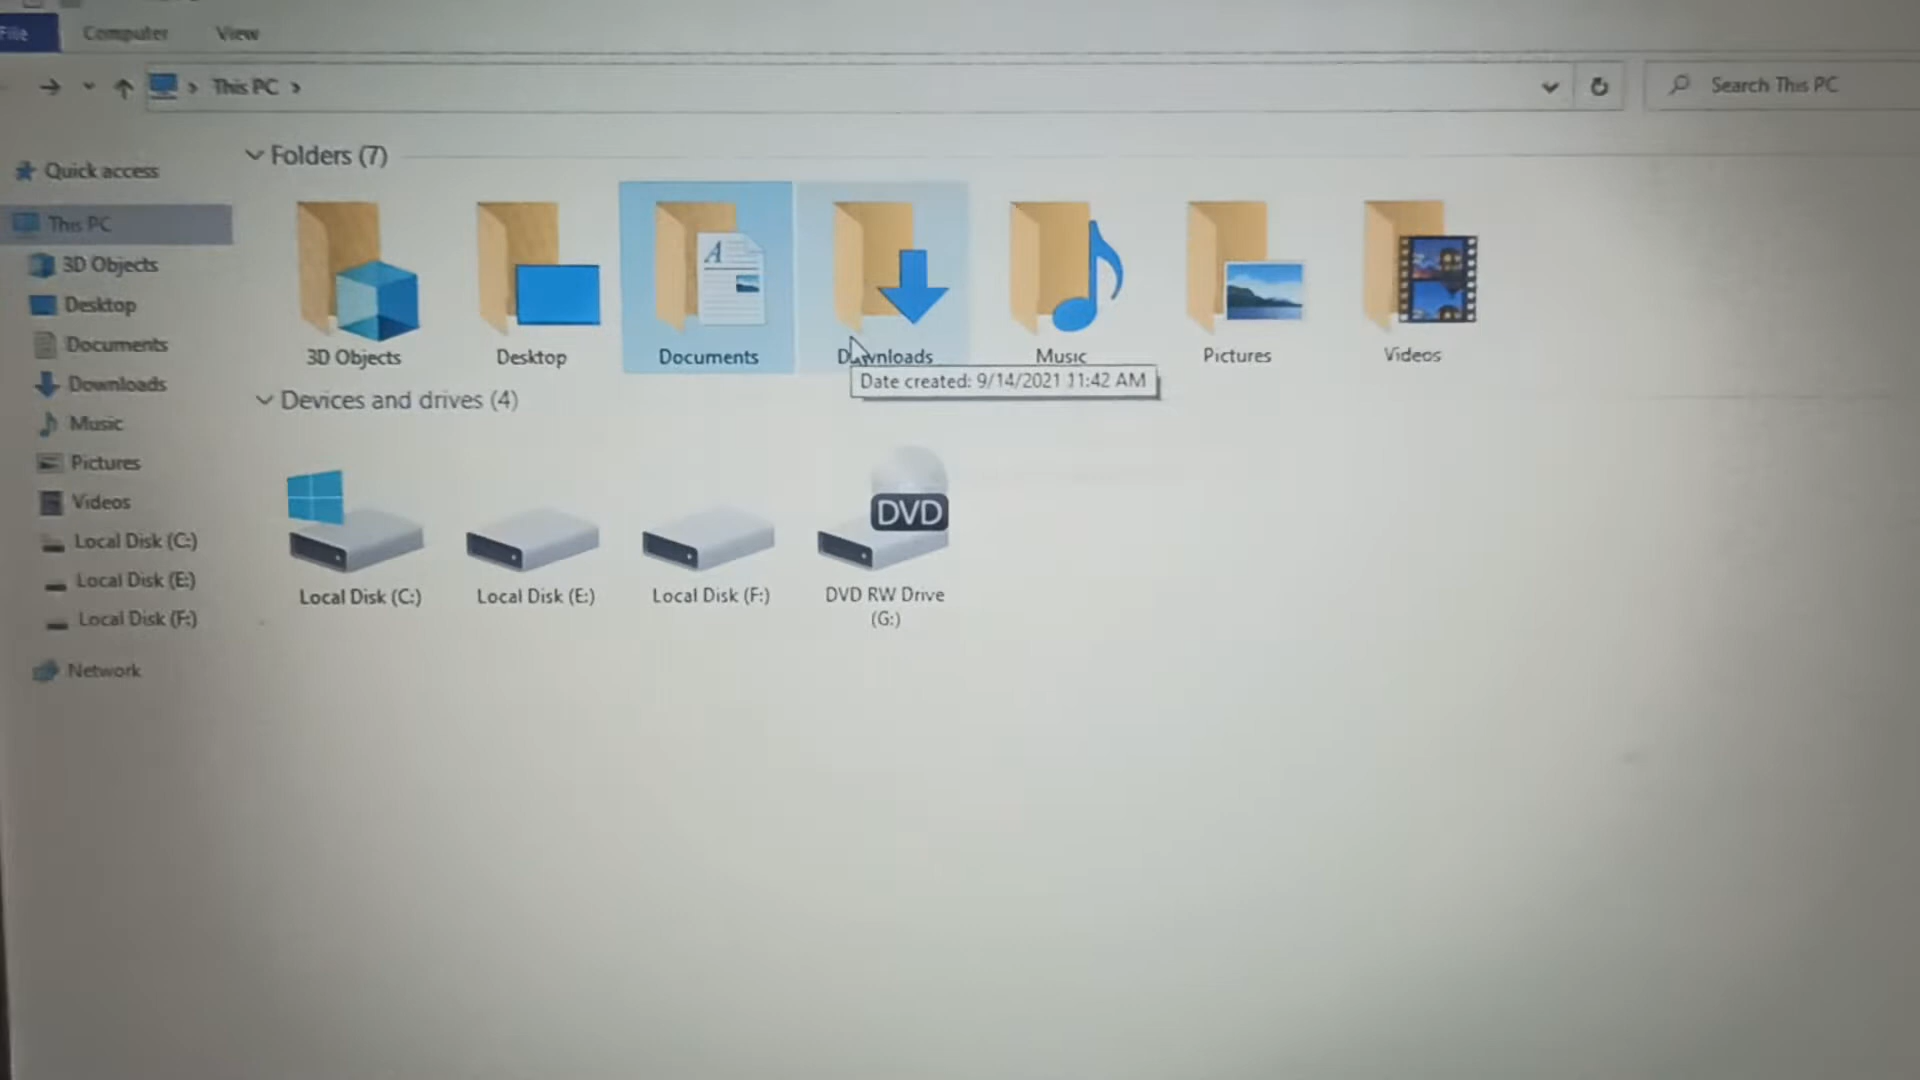 File Computer View
This PC
Search This PC
Quick access
This PC
3D Objects
Desktop
Documents
Downloads
Music
Pictures
Videos
Local Disk (C:)
Local Disk (E:)
Local Disk (F:)
Network
Folders (7)
3D Objects
Desktop
Documents
Downloads
Music
Pictures
Videos
Date created: 9/14/2021 11:42 AM
Devices and drives (4)
DVD
Local Disk (C:)
Local Disk (E:)
Local Disk (F:)
DVD RW Drive
(G:)